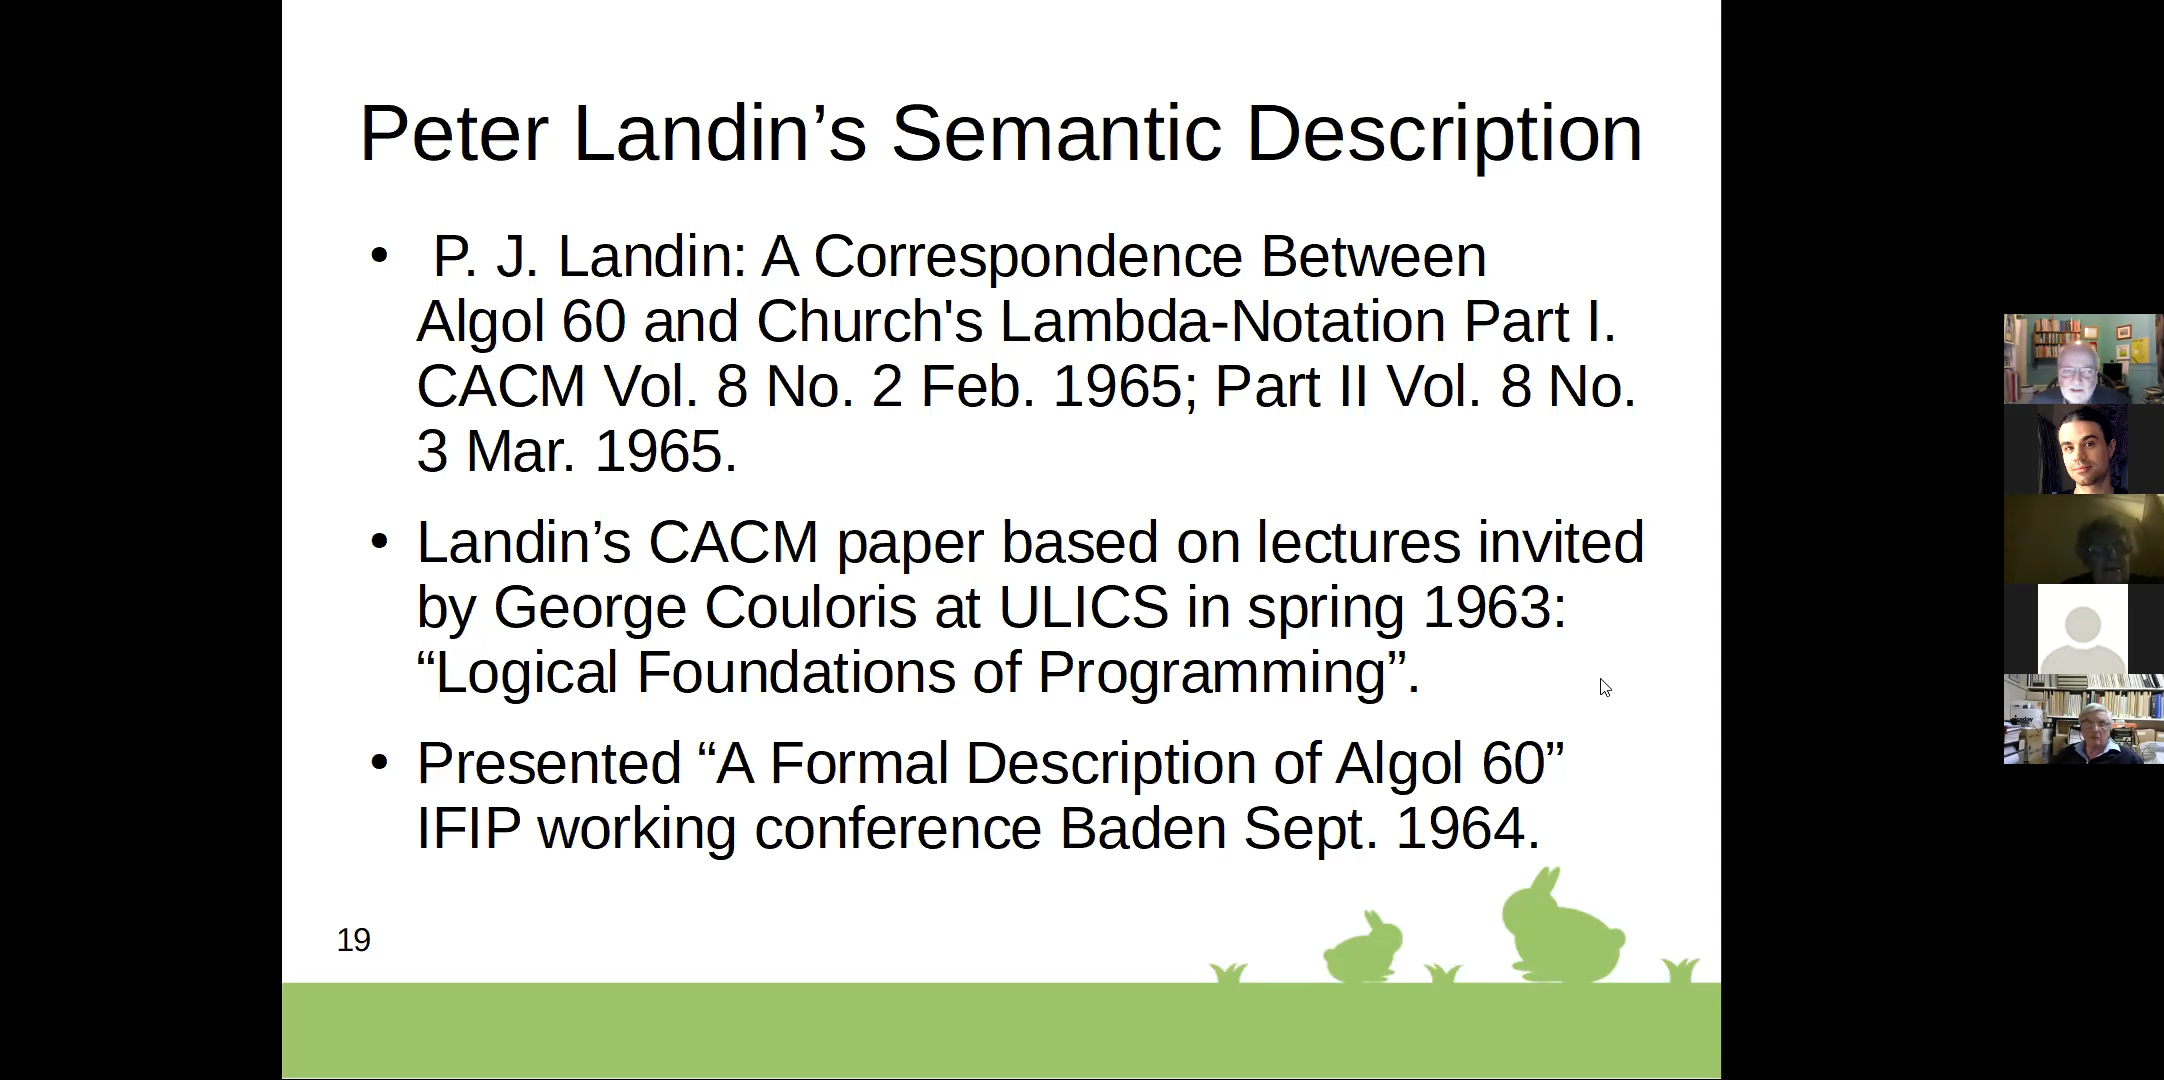 Peter Landin’s Semantic Description
• P. J. Landin: A Correspondence Between
Algol 60 and Church's Lambda-Notation Part I.
CACM Vol. 8 No. 2 Feb. 1965; Part II Vol. 8 No.
3 Mar. 1965.
• Landin’s CACM paper based on lectures invited
by George Couloris at ULICS in spring 1963:
“Logical Foundations of Programming”.
• Presented “A Formal Description of Algol 60”
IFIP working conference Baden Sept. 1964.
19